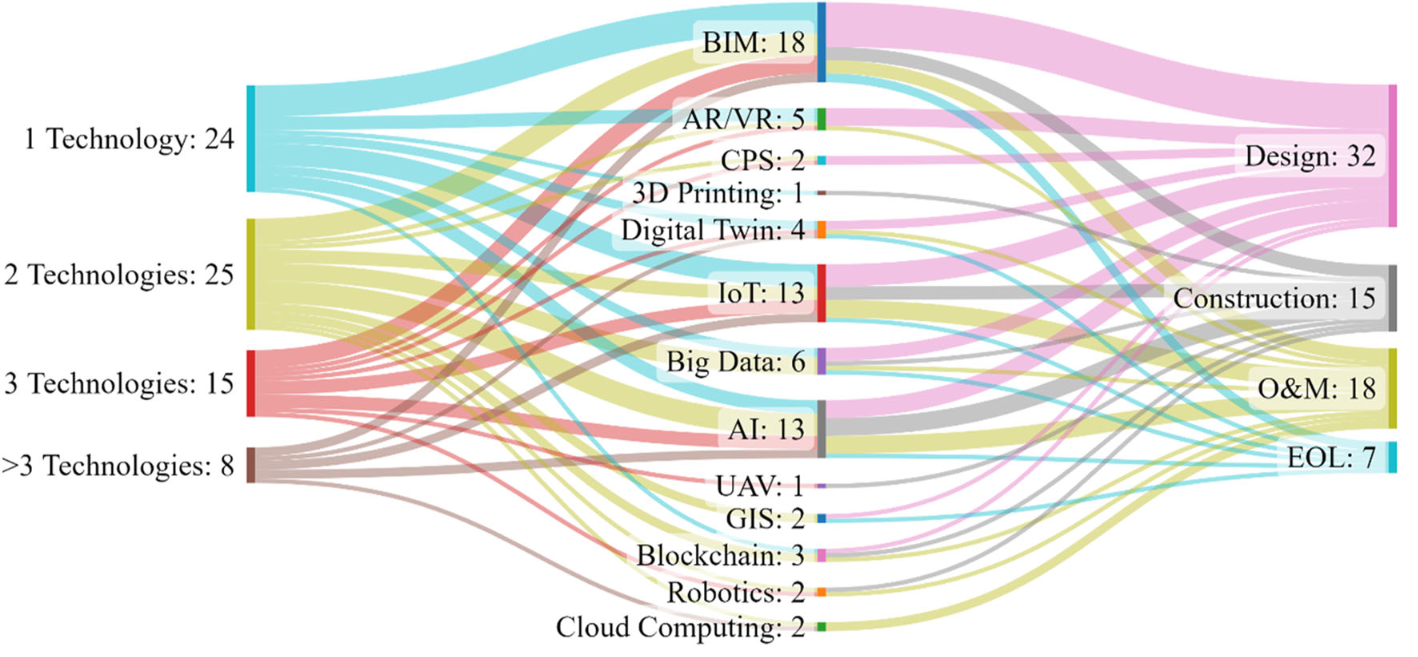 1 Technology: 24
2 Technologies: 25
3 Technologies: 15
>3 Technologies: 8
BIM: 18
AR/VR: 5
CPS: 2
3D Printing: 1
Digital Twin: 4
IoT: 13
Big Data: 6
AI: 13
UAV: 1
GIS: 2
Blockchain: 3
Robotics: 2
Cloud Computing: 2
Design: 32
Construction: 15
O&M: 18
EOL: 7